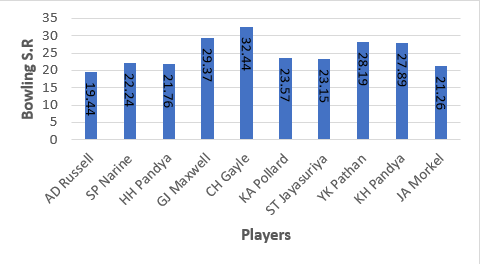 35
30
25
20
15
10
5
0
Bowling S.R
19.44
22.24
21.76
29.37
32.44
23.57
23.15
28.19
27.89
21.26
AD Russell
SP Narine
HH Pandya
GJ Maxwell
CH Gayle
KA Pollard
ST Jayasuriya
YK Pathan
KH Pandya
JA Morkel
Players